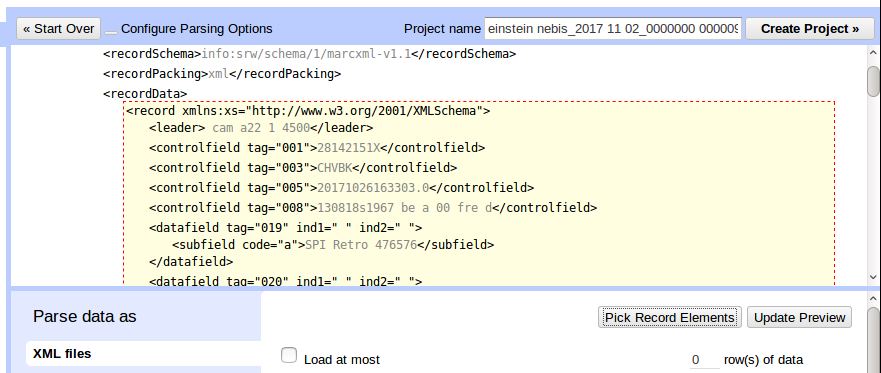 « Start Over Configure Parsing Options Project name einstein nebis_2017 11 02_0000000 000009 Create Project »
<recordSchema>info:srw/schema/1/marcxml-v1.1</recordSchema>
<recordPacking>xml</recordPacking>
<recordData>
<record xmlns:xs="http://www.w3.org/2001/XMLSchema">
<leader> cam a22 1 4500</leader>
<controlfield tag="001">28142151X</controlfield>
<controlfield tag="003">CHVBK</controlfield>
<controlfield tag="005">20171026163303.0</controlfield>
<controlfield tag="008">130818s1967 be a 00 fre d</controlfield>
<datafield tag="019" ind1=" " ind2=" ">
<subfield code="a">SPI Retro 476576</subfield>
</datafield>
<datafield tag="020" ind1=" " ind2=" ">
Parse data as
Pick Record Elements Update Preview
XML files
Load at most 0 row(s) of data